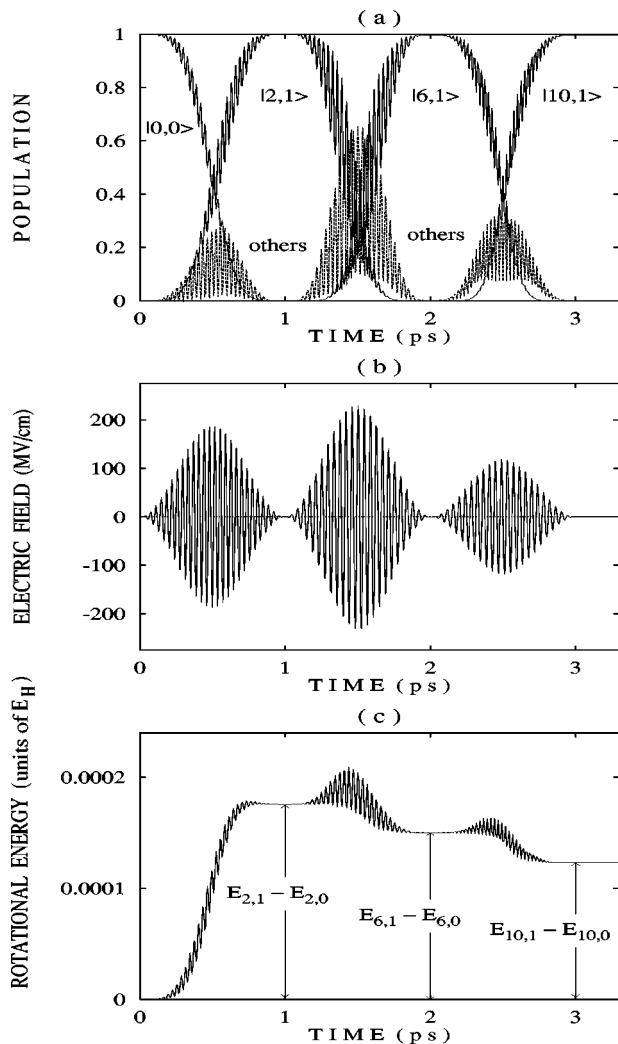 (a)
POPULATION
1
0.8
0.6
0.4
0.2
0
|0,0>
|2,1>
|6,1>
|10,1>
others
others
0 1 2 3
TIME (ps)
(b)
ELECTRIC FIELD (MV/cm)
200
100
0
-100
-200
0 1 2 3
TIME (ps)
(c)
ROTATIONAL ENERGY (units of E_H)
0.0002
0.0001
0
E_{2,1} − E_{2,0}
E_{6,1} − E_{6,0}
E_{10,1} − E_{10,0}
0 1 2 3
TIME (ps)